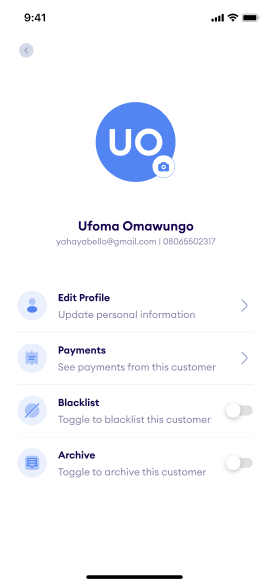 9:41
UO
Ufoma Omawungo
yahayabello@gmail.com | 08065502317
Edit Profile
Update personal information
Payments
See payments from this customer
Blacklist
Toggle to blacklist this customer
Archive
Toggle to archive this customer